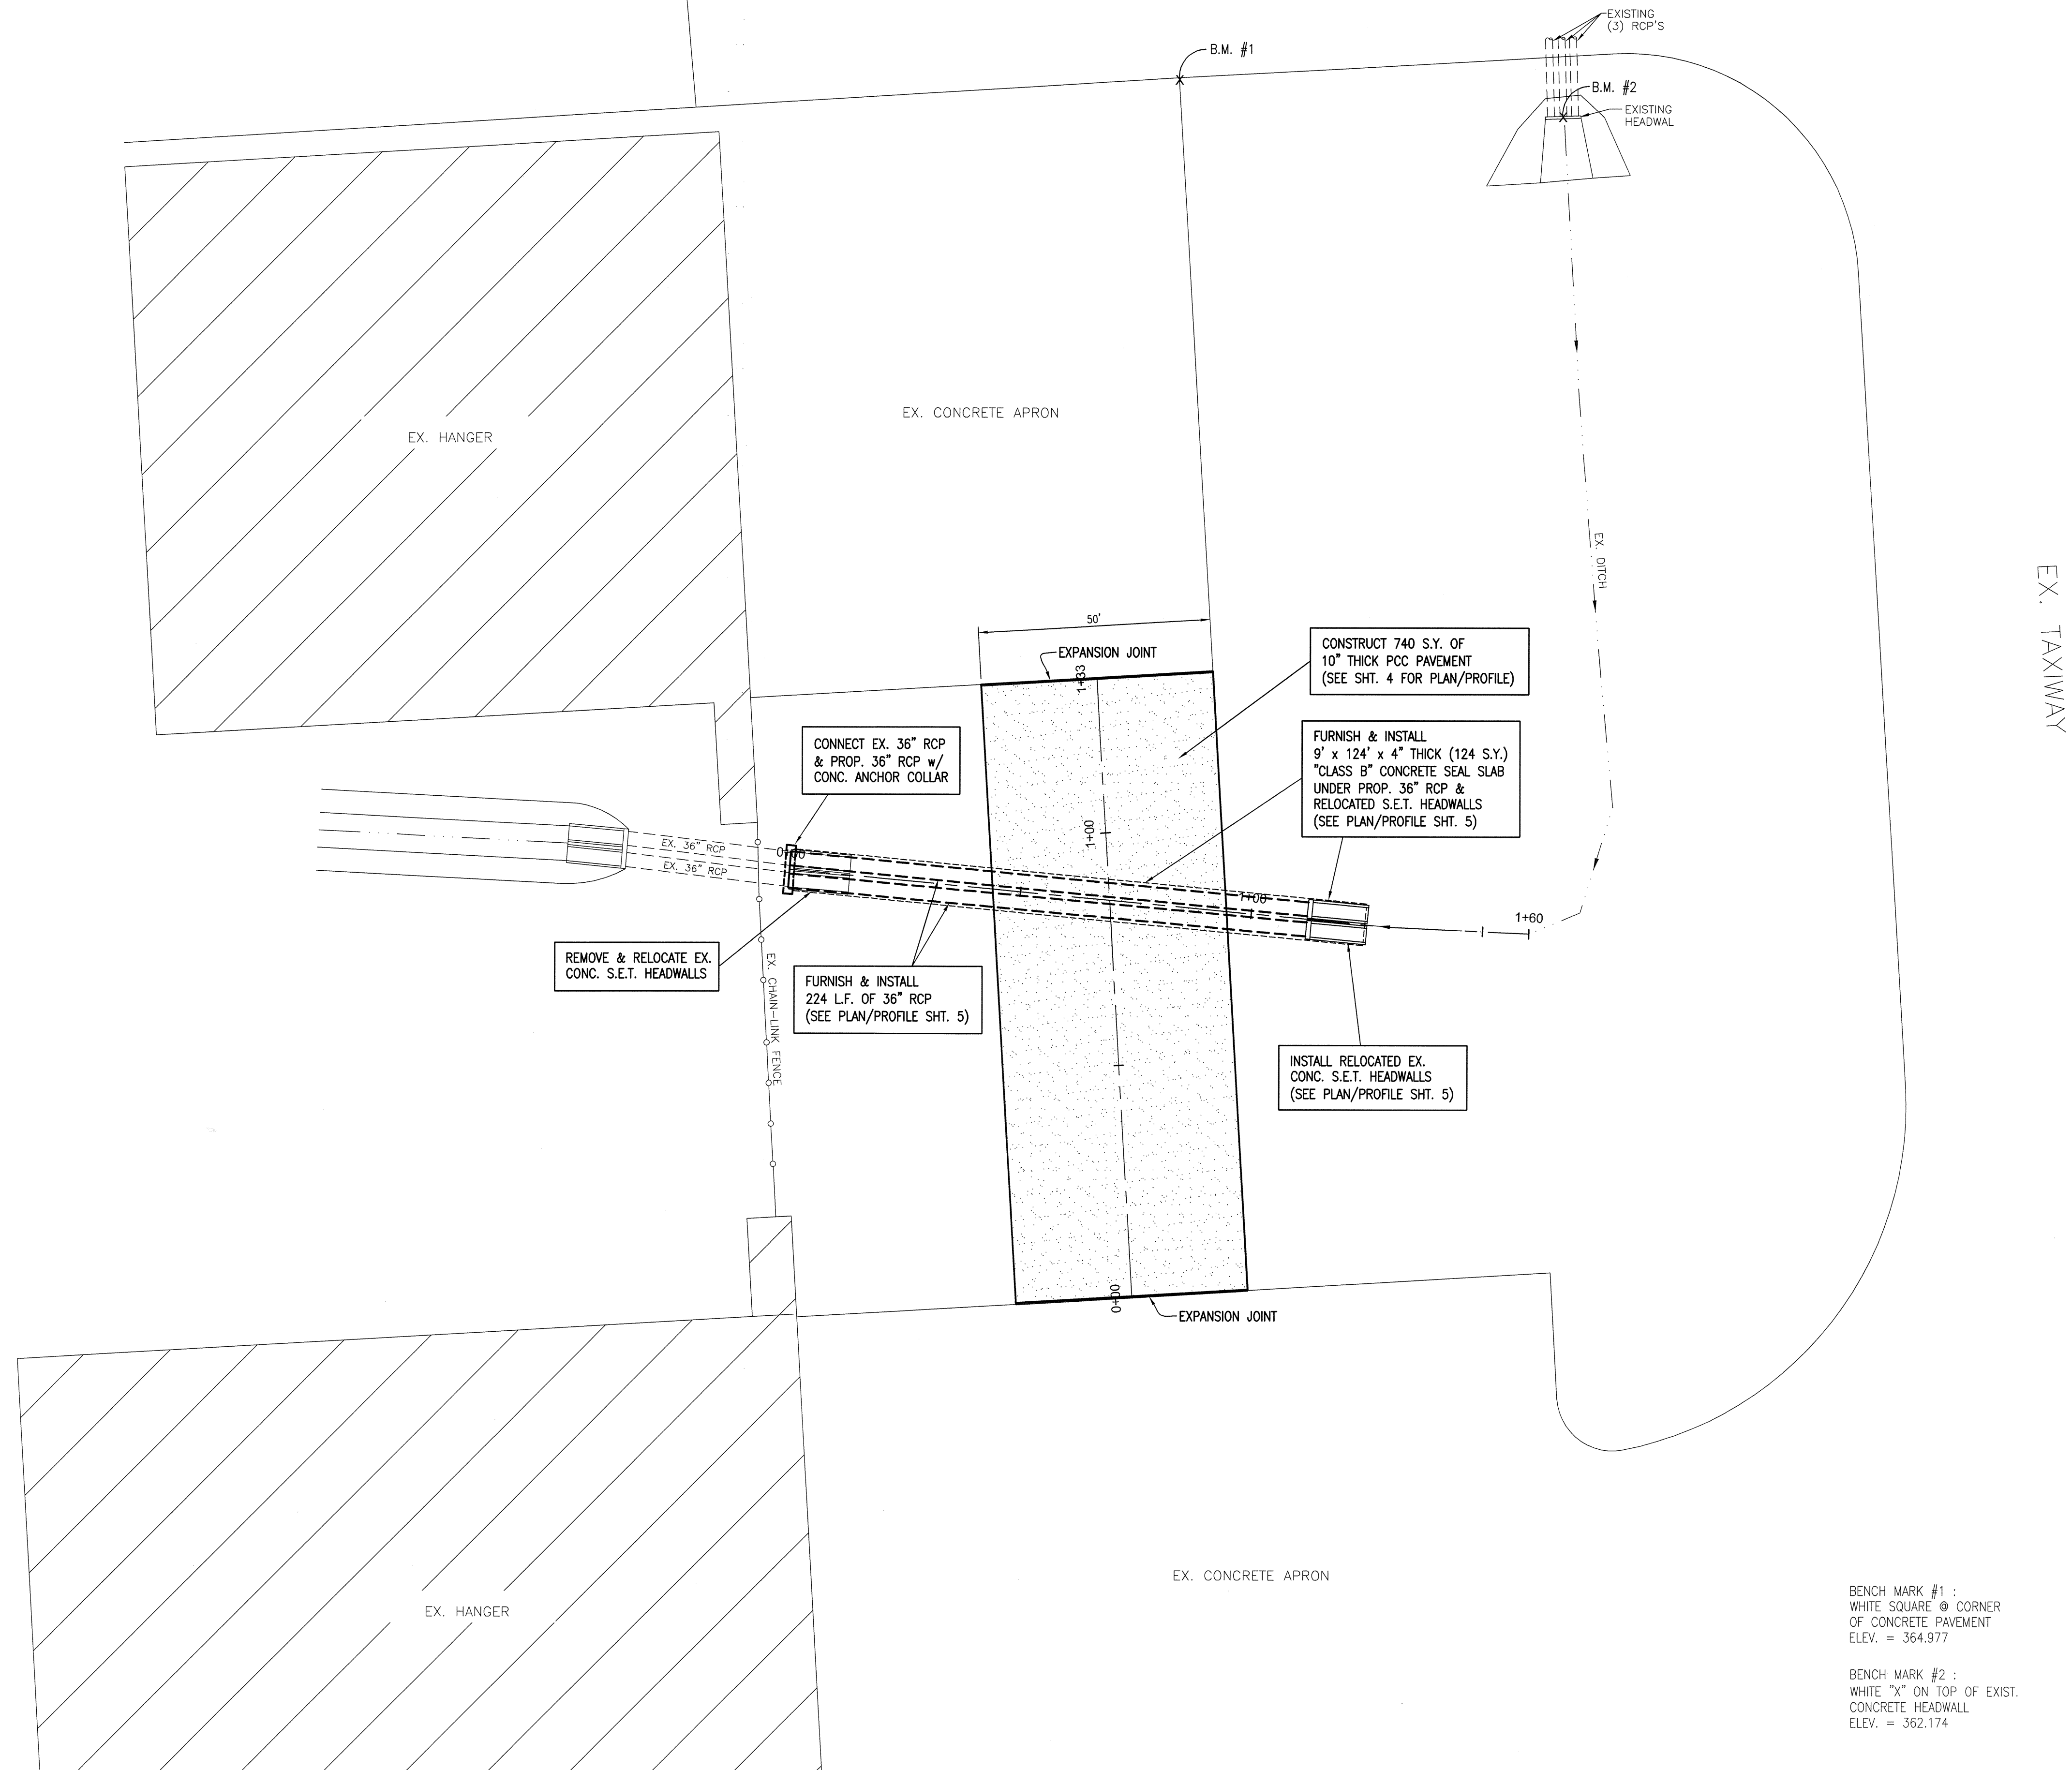 EXISTING
(3) RCP'S
B.M. #1
B.M. #2
EXISTING
HEADWAL
EX. CONCRETE APRON
EX. HANGER
EX. DITCH
EX. TAXIWAY
50'
EXPANSION JOINT
1+33
CONSTRUCT 740 S.Y. OF
10" THICK PCC PAVEMENT
(SEE SHT. 4 FOR PLAN/PROFILE)
CONNECT EX. 36" RCP
& PROP. 36" RCP w/
CONC. ANCHOR COLLAR
FURNISH & INSTALL
9' x 124' x 4" THICK (124 S.Y.)
"CLASS B" CONCRETE SEAL SLAB
UNDER PROP. 36" RCP &
RELOCATED S.E.T. HEADWALLS
(SEE PLAN/PROFILE SHT. 5)
1+00
EX. 36" RCP
EX. 36" RCP
0+00
1+00
1+60
REMOVE & RELOCATE EX.
CONC. S.E.T. HEADWALLS
EX. CHAIN-LINK FENCE
FURNISH & INSTALL
224 L.F. OF 36" RCP
(SEE PLAN/PROFILE SHT. 5)
INSTALL RELOCATED EX.
CONC. S.E.T. HEADWALLS
(SEE PLAN/PROFILE SHT. 5)
0+00
EXPANSION JOINT
EX. CONCRETE APRON
EX. HANGER
BENCH MARK #1 :
WHITE SQUARE @ CORNER
OF CONCRETE PAVEMENT
ELEV. = 364.977
BENCH MARK #2 :
WHITE "X" ON TOP OF EXIST.
CONCRETE HEADWALL
ELEV. = 362.174